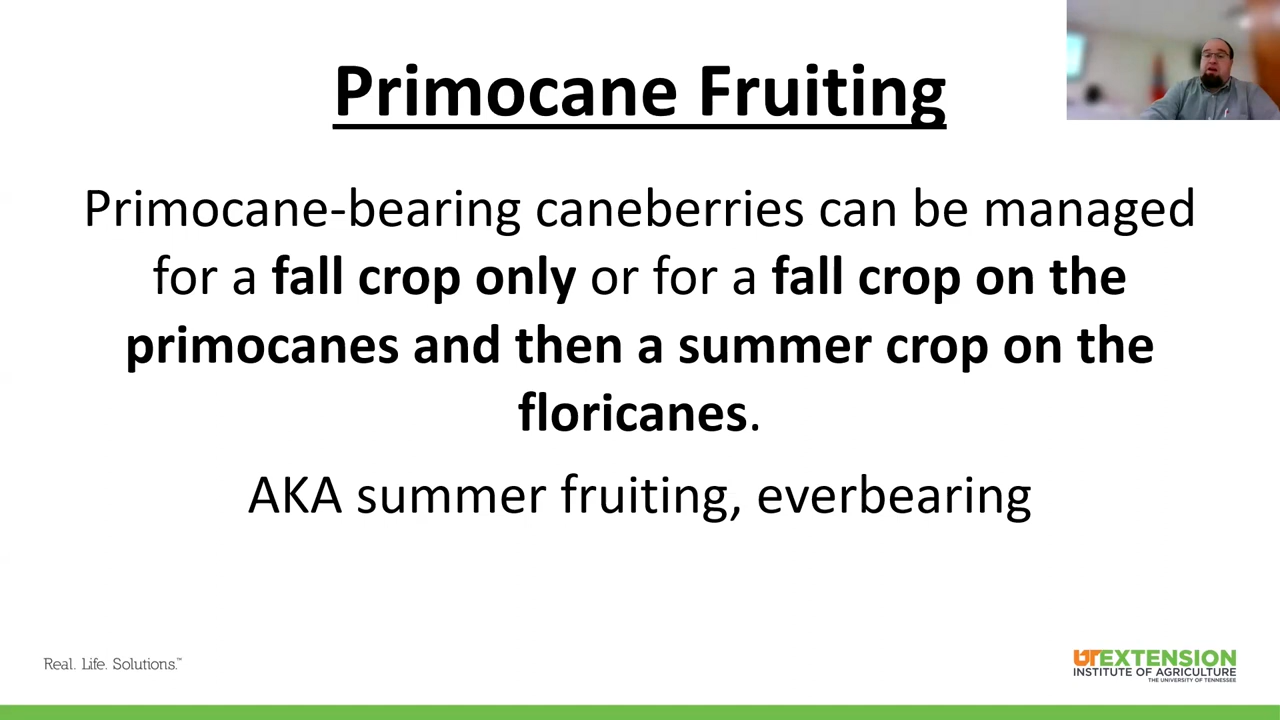 Primocane Fruiting
Primocane-bearing caneberries can be managed
for a fall crop only or for a fall crop on the
primocanes and then a summer crop on the
floricanes.
AKA summer fruiting, everbearing
Real. Life. Solutions.™
UT EXTENSION
INSTITUTE OF AGRICULTURE
THE UNIVERSITY OF TENNESSEE